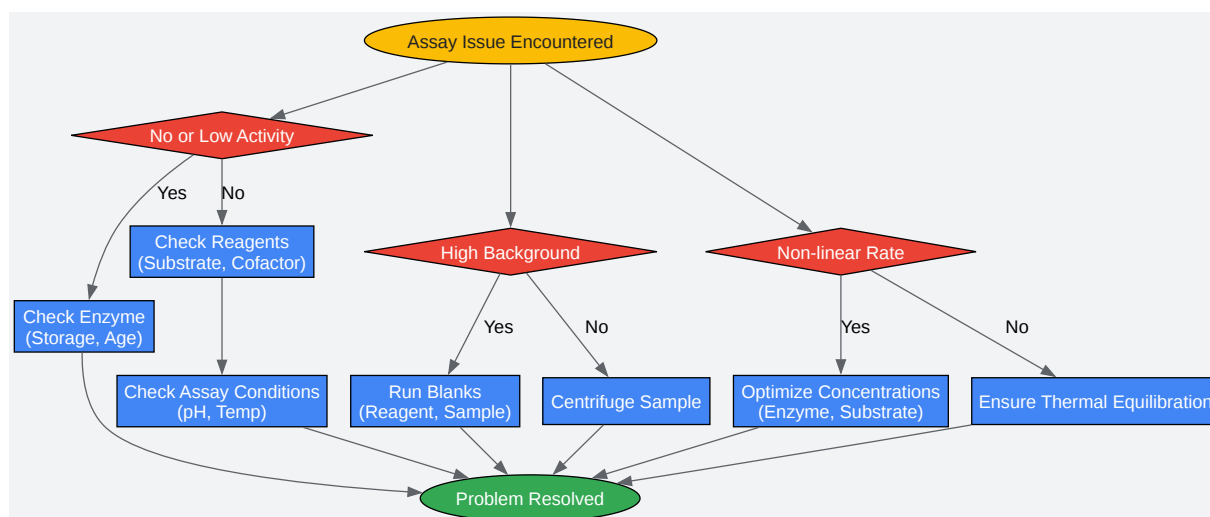 Assay Issue Encountered
No or Low Activity
Yes
No
Check Reagents
(Substrate, Cofactor)
High Background
Non-linear Rate
Check Enzyme
(Storage, Age)
Yes
No
Yes
No
Check Assay Conditions
(pH, Temp)
Run Blanks
(Reagent, Sample)
Centrifuge Sample
Optimize Concentrations
(Enzyme, Substrate)
Ensure Thermal Equilibration
Problem Resolved